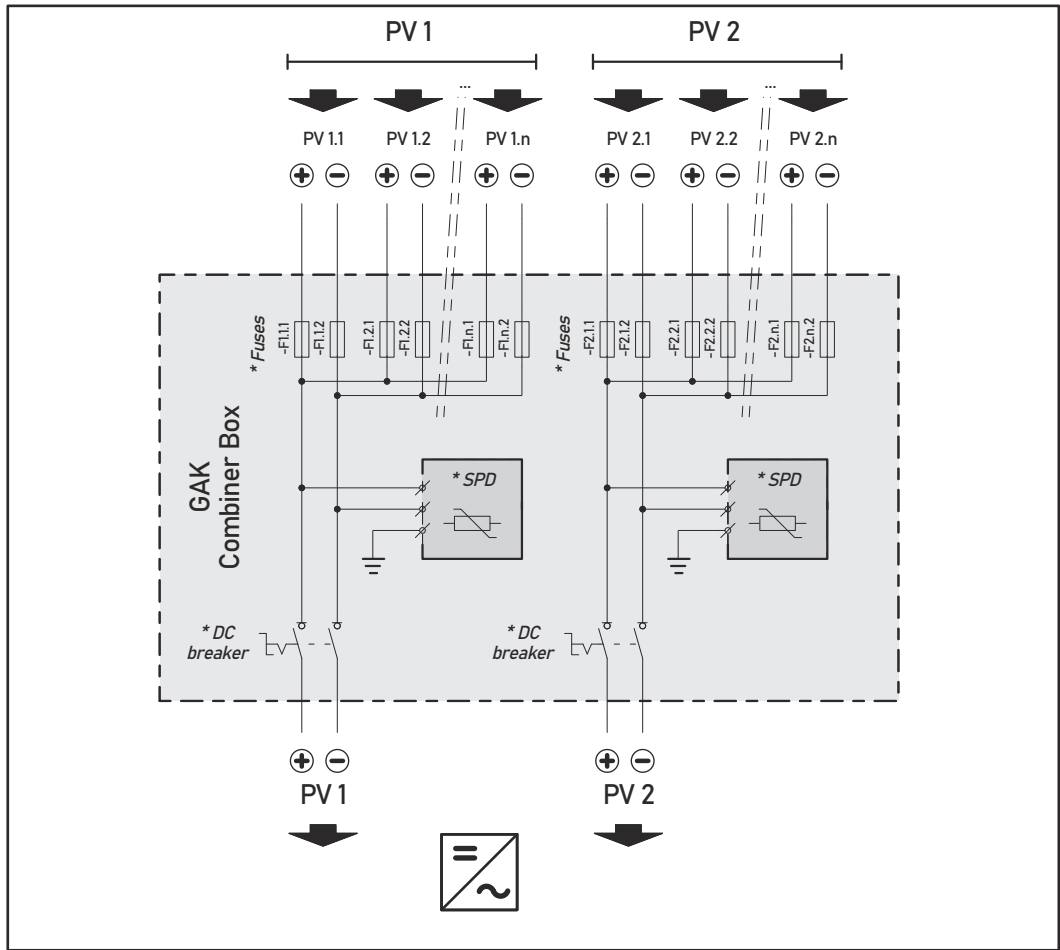 PV 1
PV 2
...
...
PV 1.1
PV 1.2
PV 1.n
PV 2.1
PV 2.2
PV 2.n
* Fuses
-F1.1.1
-F1.1.2
-F1.2.1
-F1.2.2
-F1.n.1
-F1.n.2
* Fuses
-F2.1.1
-F2.1.2
-F2.2.1
-F2.2.2
-F2.n.1
-F2.n.2
GAK
Combiner Box
* SPD
* SPD
* DC
breaker
* DC
breaker
PV 1
PV 2